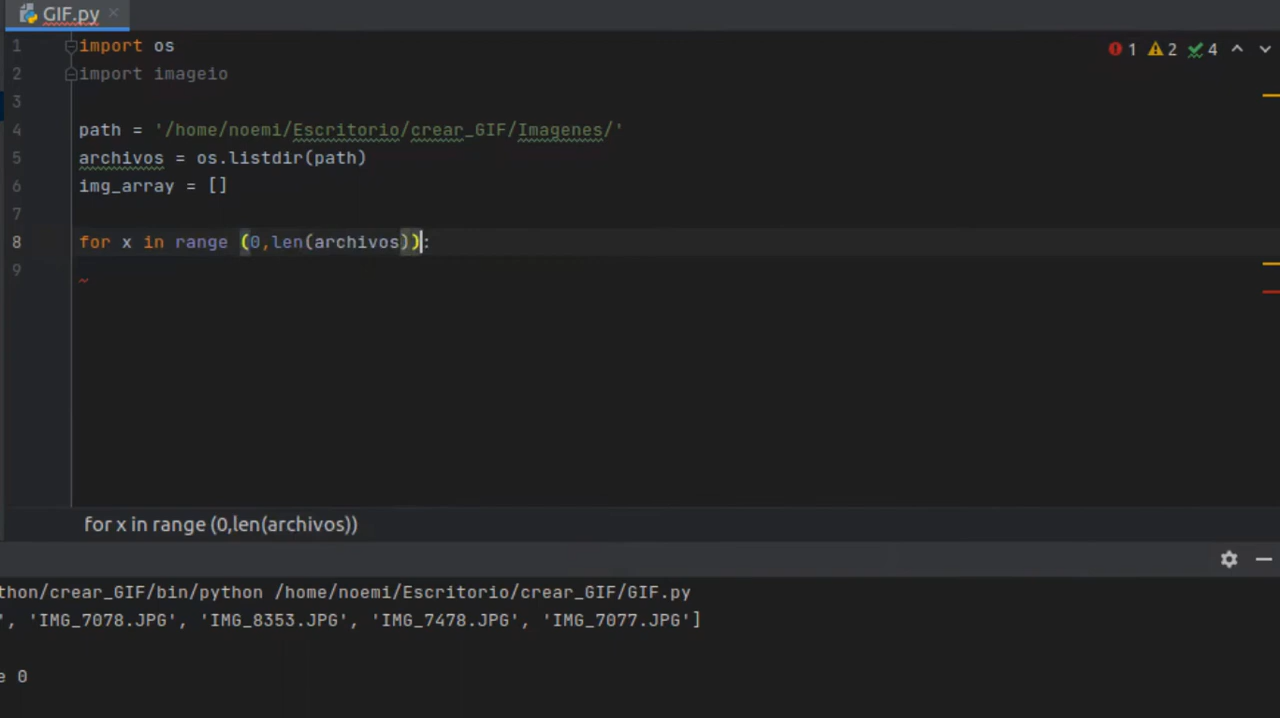 GIF.py
1 import os
2 import imageio
3
4 path = '/home/noemi/Escritorio/crear_GIF/Imagenes/'
5 archivos = os.listdir(path)
6 img_array = []
7
8 for x in range (0,len(archivos)):
9
1 2 4
for x in range (0,len(archivos))
thon/crear_GIF/bin/python /home/noemi/Escritorio/crear_GIF/GIF.py
', 'IMG_7078.JPG', 'IMG_8353.JPG', 'IMG_7478.JPG', 'IMG_7077.JPG']
e 0